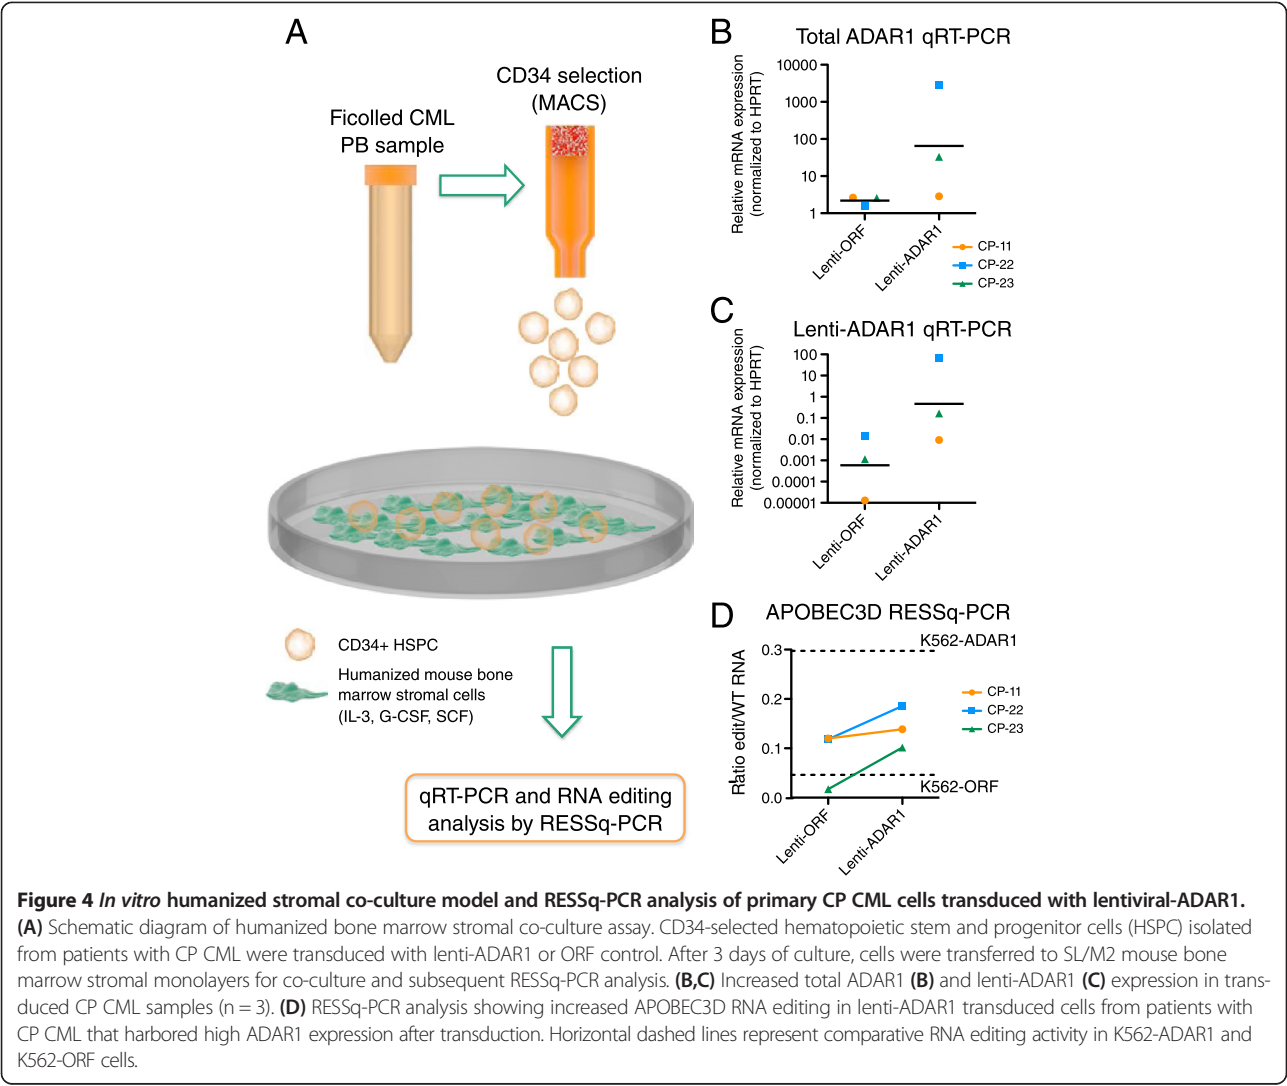 A
Ficolled CML
PB sample
CD34 selection
(MACS)
CD34+ HSPC
Humanized mouse bone
marrow stromal cells
(IL-3, G-CSF, SCF)
qRT-PCR and RNA editing
analysis by RESSq-PCR
B
Total ADAR1 qRT-PCR
Relative mRNA expression
(normalized to HPRT)
10000
1000
100
10
1
Lenti-ORF
Lenti-ADAR1
CP-11
CP-22
CP-23
C
Lenti-ADAR1 qRT-PCR
Relative mRNA expression
(normalized to HPRT)
100
10
1
0.1
0.01
0.001
0.0001
0.00001
Lenti-ORF
Lenti-ADAR1
D
APOBEC3D RESSq-PCR
Ratio edit/WT RNA
K562-ADAR1
0.3
0.2
0.1
0.0
K562-ORF
Lenti-ORF
Lenti-ADAR1
CP-11
CP-22
CP-23
Figure 4 In vitro humanized stromal co-culture model and RESSq-PCR analysis of primary CP CML cells transduced with lentiviral-ADAR1.
(A) Schematic diagram of humanized bone marrow stromal co-culture assay. CD34-selected hematopoietic stem and progenitor cells (HSPC) isolated
from patients with CP CML were transduced with lenti-ADAR1 or ORF control. After 3 days of culture, cells were transferred to SL/M2 mouse bone
marrow stromal monolayers for co-culture and subsequent RESSq-PCR analysis. (B,C) Increased total ADAR1 (B) and lenti-ADAR1 (C) expression in trans-
duced CP CML samples (n = 3). (D) RESSq-PCR analysis showing increased APOBEC3D RNA editing in lenti-ADAR1 transduced cells from patients with
CP CML that harbored high ADAR1 expression after transduction. Horizontal dashed lines represent comparative RNA editing activity in K562-ADAR1 and
K562-ORF cells.